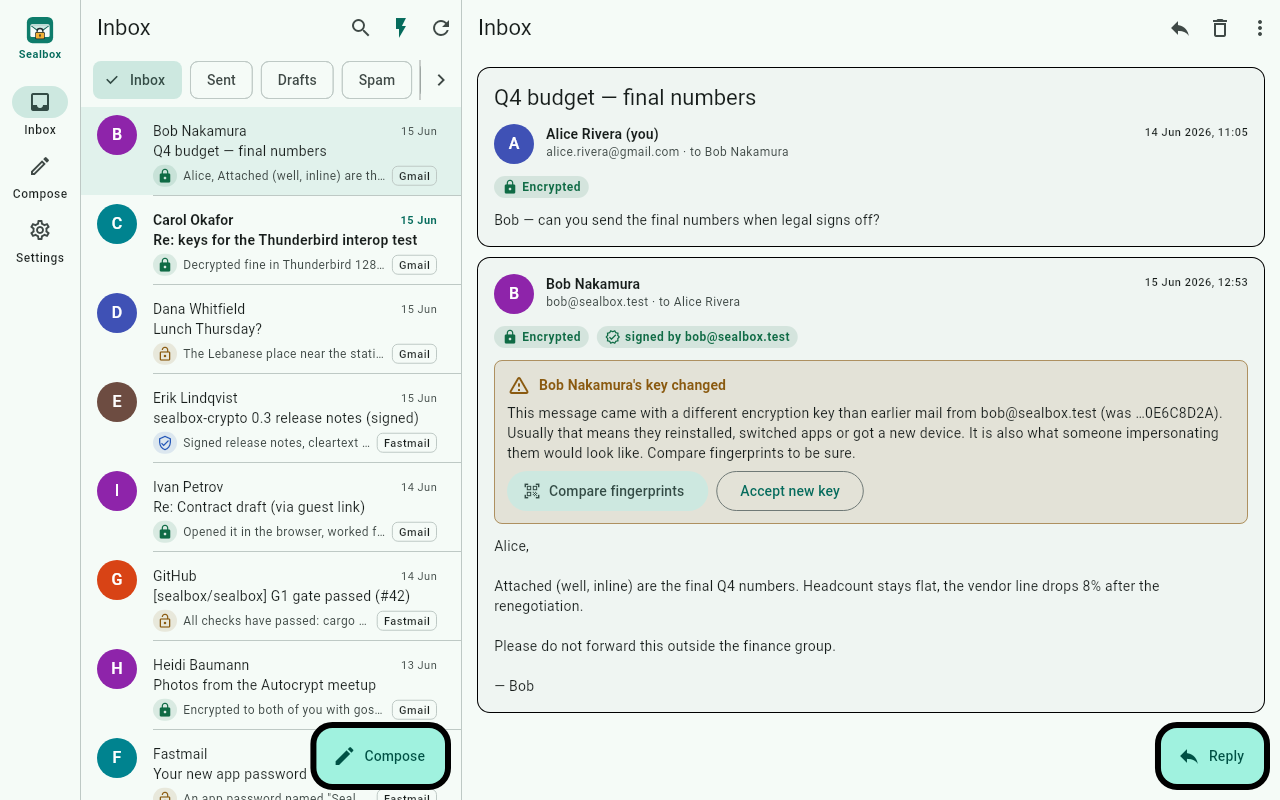 Sealbox
Inbox
Compose
Settings
Inbox
Inbox
Sent
Drafts
Spam
B
Bob Nakamura
15 Jun
Q4 budget — final numbers
Alice, Attached (well, inline) are th…
Gmail
C
Carol Okafor
15 Jun
Re: keys for the Thunderbird interop test
Decrypted fine in Thunderbird 128…
Gmail
D
Dana Whitfield
15 Jun
Lunch Thursday?
The Lebanese place near the stati…
Gmail
E
Erik Lindqvist
15 Jun
sealbox-crypto 0.3 release notes (signed)
Signed release notes, cleartext …
Fastmail
I
Ivan Petrov
14 Jun
Re: Contract draft (via guest link)
Opened it in the browser, worked f…
Gmail
G
GitHub
14 Jun
[sealbox/sealbox] G1 gate passed (#42)
All checks have passed: cargo …
Fastmail
H
Heidi Baumann
13 Jun
Photos from the Autocrypt meetup
Encrypted to both of you with gos…
Gmail
F
Fastmail
Your new app password
An app password named "Seal
Fastmail
Compose
Inbox
Q4 budget — final numbers
A
Alice Rivera (you)
14 Jun 2026, 11:05
alice.rivera@gmail.com · to Bob Nakamura
Encrypted
Bob — can you send the final numbers when legal signs off?
B
Bob Nakamura
15 Jun 2026, 12:53
bob@sealbox.test · to Alice Rivera
Encrypted
signed by bob@sealbox.test
Bob Nakamura's key changed
This message came with a different encryption key than earlier mail from bob@sealbox.test (was …0E6C8D2A).
Usually that means they reinstalled, switched apps or got a new device. It is also what someone impersonating
them would look like. Compare fingerprints to be sure.
Compare fingerprints
Accept new key
Alice,
Attached (well, inline) are the final Q4 numbers. Headcount stays flat, the vendor line drops 8% after the
renegotiation.
Please do not forward this outside the finance group.
— Bob
Reply